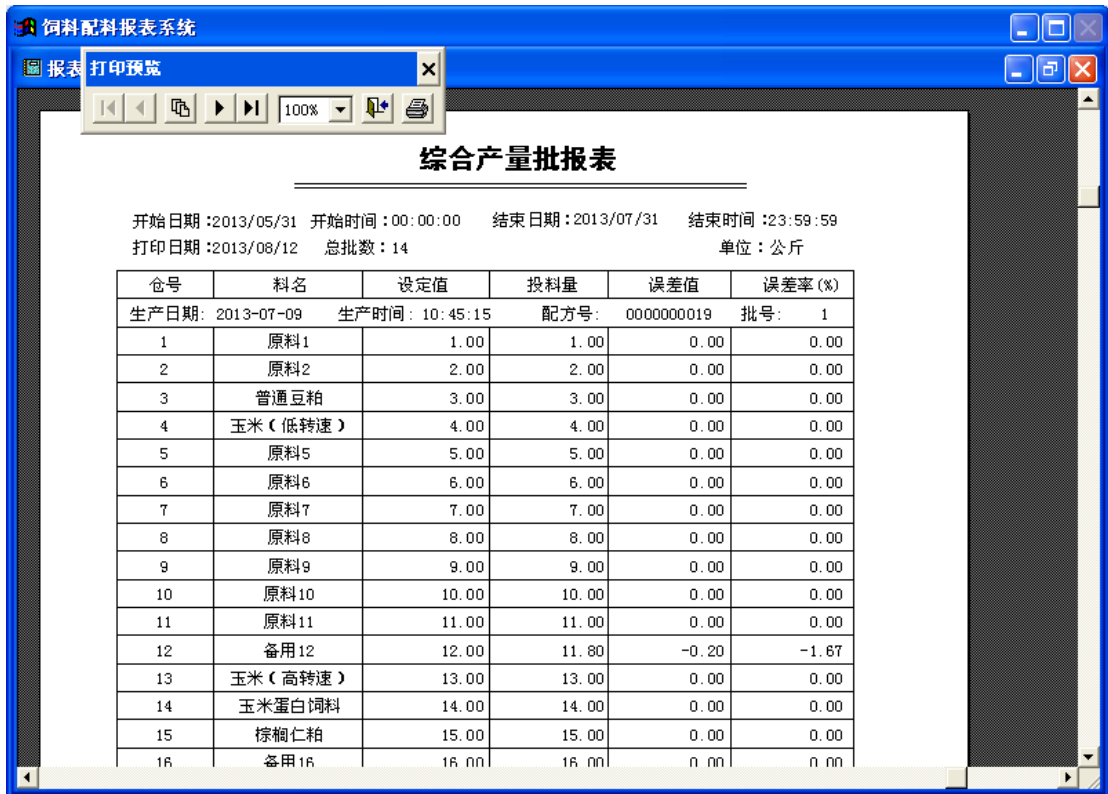 饲料配料报表系统
报表
打印预览
100%
综合产量批报表
开始日期:2013/05/31 开始时间:00:00:00 结束日期:2013/07/31 结束时间:23:59:59
打印日期:2013/08/12 总批数:14 单位:公斤
仓号 料名 设定值 投料量 误差值 误差率(%)
生产日期: 2013-07-09 生产时间: 10:45:15 配方号: 0000000019 批号: 1
1 原料1 1.00 1.00 0.00 0.00
2 原料2 2.00 2.00 0.00 0.00
3 普通豆粕 3.00 3.00 0.00 0.00
4 玉米(低转速) 4.00 4.00 0.00 0.00
5 原料5 5.00 5.00 0.00 0.00
6 原料6 6.00 6.00 0.00 0.00
7 原料7 7.00 7.00 0.00 0.00
8 原料8 8.00 8.00 0.00 0.00
9 原料9 9.00 9.00 0.00 0.00
10 原料10 10.00 10.00 0.00 0.00
11 原料11 11.00 11.00 0.00 0.00
12 备用12 12.00 11.80 -0.20 -1.67
13 玉米(高转速) 13.00 13.00 0.00 0.00
14 玉米蛋白饲料 14.00 14.00 0.00 0.00
15 棕榈仁粕 15.00 15.00 0.00 0.00
16 备用16 16.00 16.00 0.00 0.00